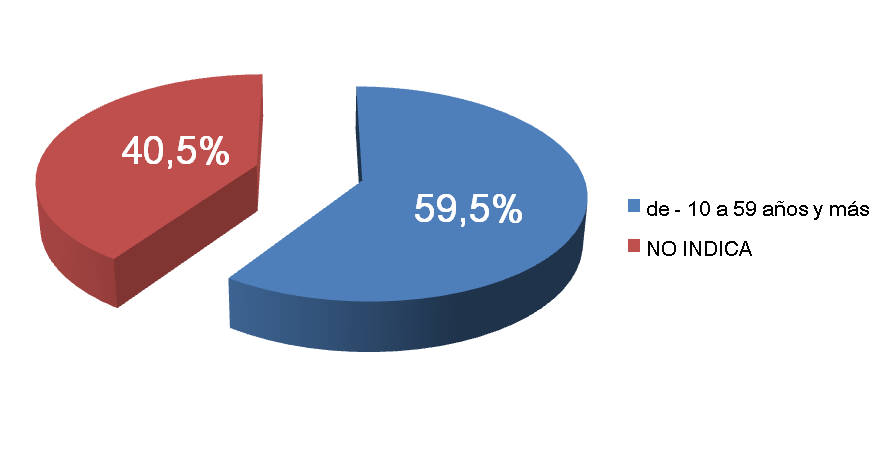 40,5%
59,5%
de - 10 a 59 años y más
NO INDICA